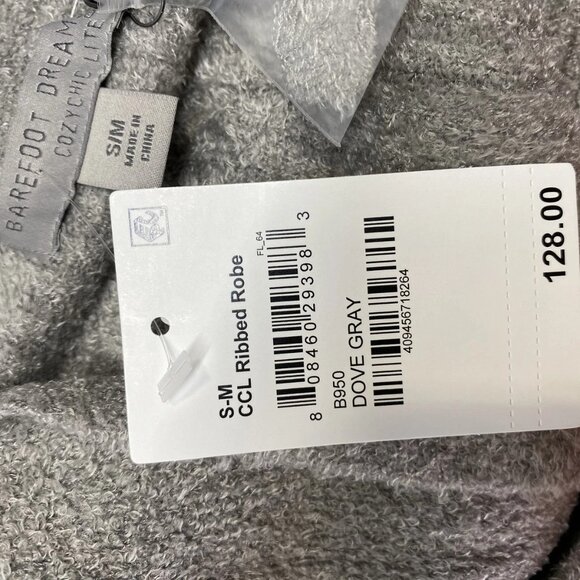 BAREFOOT DREAM
COZYCHIC LITE
S/M
MADE IN
CHINA
S-M
CCL Ribbed Robe
FL_64
8 08460 29398 3
B950
DOVE GRAY
409456718264
128.00